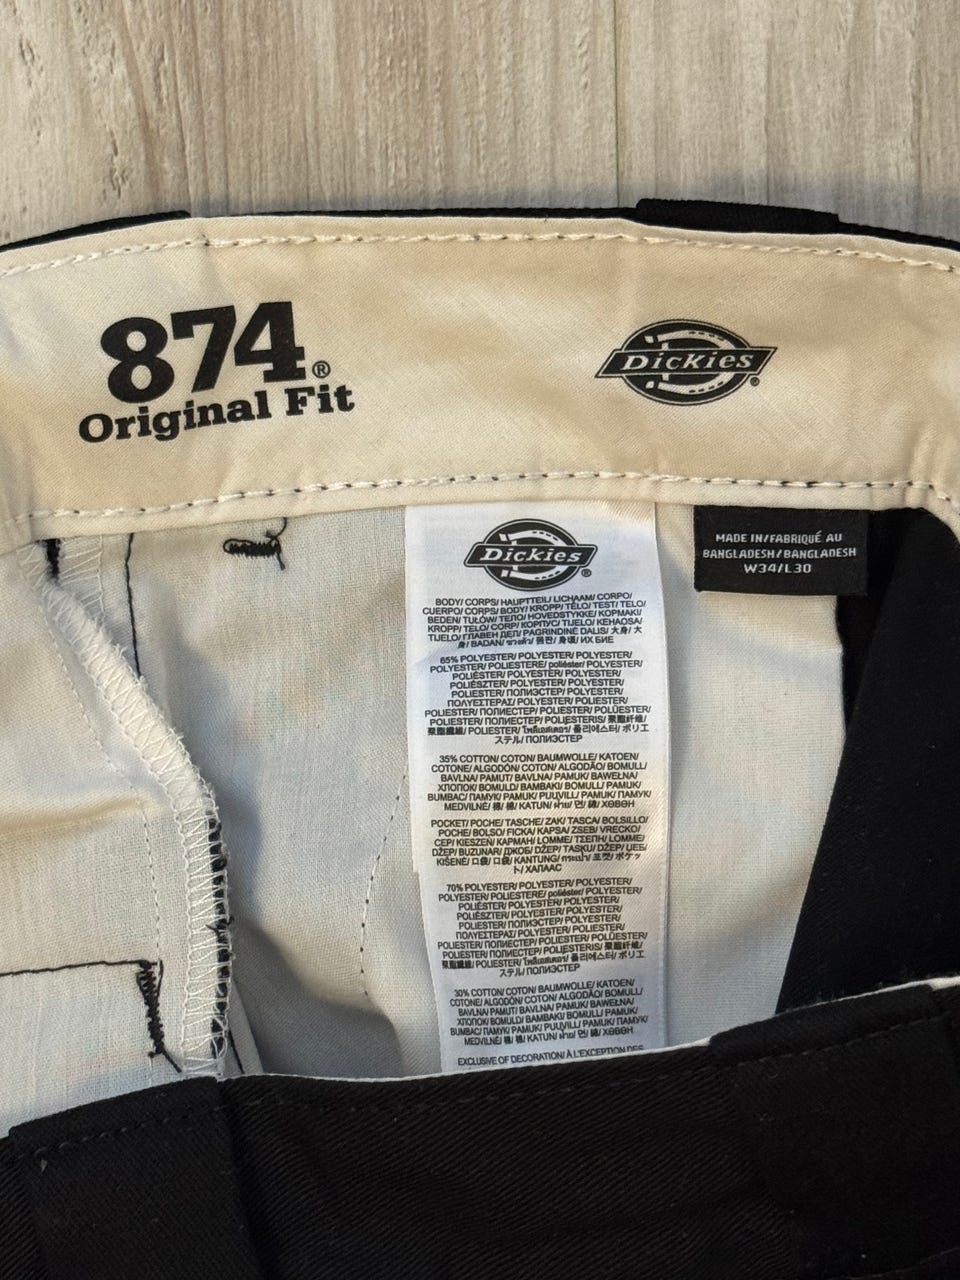 874®
Original Fit
Dickies®
Dickies®
BODY/ CORPS/ HAUPTTEIL/ LICHAAM/ CORPO/
CUERPO/ CORPS/ BODY/ KROPP/ TĚLO/ TEST/ TELO/
BEDEN/ TUŁÓW/ ТЕЛО/ HOVEDSTYKKE/ ΚΟΡΜΑΚΙ/
KROPP/ TELO/ CORP/ КОРПУС/ TIJELO/ KEHAOSA/
TIJELO/ ГЛАВЕН ДЕЛ/ PAGRINDINĖ DALIS/ 大身/ 大
身/ BADAN/ 몸판/ 身頃/ ИХ БИЕ
65% POLYESTER/ POLYESTER/ POLYESTER/
POLYESTER/ POLIESTERE/ poliéster/ POLYESTER/
POLIÉSTER/ POLYESTER/ POLYESTER/
POLIÉSZTER/ POLYESTER/ POLYESTER/
POLIESTER/ ПОЛИЭСТЕР/ POLYESTER/
ΠΟΛΥΕΣΤΕΡΑΣ/ POLYESTER/ POLYESTER/
POLIESTER/ ПОЛІЕСТЕР/ POLIESTER/ POLÜESTER/
POLIESTER/ ПОЛИЕСТЕР/ POLIESTERIS/ 聚酯纤维/
聚酯纖維/ POLIESTER/ โพลีเอสเตอร์/ 폴리에스터/ ポリエ
ステル/ ПОЛИЭСТЕР
35% COTTON/ COTON/ BAUMWOLLE/ KATOEN/
COTONE/ ALGODÓN/ COTON/ ALGODÃO/ BOMULL/
BAVLNA/ PAMUT/ BAVLNA/ PAMUK/ BAWEŁNA/
ХЛОПОК/ BOMULD/ ΒΑΜΒΑΚΙ/ BOMULL/ PAMUK/
BUMBAC/ ПАМУК/ PAMUK/ PUUVILL/ PAMUK/ ПАМУК/
MEDVILNĖ/ 棉/ 棉/ KATUN/ ฝ้าย/ 면/ 綿/ ХӨВӨН
POCKET/ POCHE/ TASCHE/ ZAK/ TASCA/ BOLSILLO/
POCHE/ BOLSO/ FICKA/ KAPSA/ ZSEB/ VRECKO/
CEP/ KIESZEŃ/ КАРМАН/ LOMME/ ΤΣΕΠΗ/ LOMME/
DŽEP/ BUZUNAR/ ДЖОБ/ DŽEP/ TASKU/ DŽEP/ ЏЕБ/
KIŠENĖ/ 口袋/ 口袋/ KANTUNG/ กระเป๋า/ 포켓/ ポケッ
ト/ ХАЛААС
70% POLYESTER/ POLYESTER/ POLYESTER/
POLYESTER/ POLIESTERE/ poliéster/ POLYESTER/
POLIÉSTER/ POLYESTER/ POLYESTER/
POLIÉSZTER/ POLYESTER/ POLYESTER/
POLIESTER/ ПОЛИЭСТЕР/ POLYESTER/
ΠΟΛΥΕΣΤΕΡΑΣ/ POLYESTER/ POLYESTER/
POLIESTER/ ПОЛІЕСТЕР/ POLIESTER/ POLÜESTER/
POLIESTER/ ПОЛИЕСТЕР/ POLIESTERIS/ 聚酯纤维/
聚酯纖維/ POLIESTER/ โพลีเอสเตอร์/ 폴리에스터/ ポリエ
ステル/ ПОЛИЭСТЕР
30% COTTON/ COTON/ BAUMWOLLE/ KATOEN/
COTONE/ ALGODÓN/ COTON/ ALGODÃO/ BOMULL/
BAVLNA/ PAMUT/ BAVLNA/ PAMUK/ BAWEŁNA/
ХЛОПОК/ BOMULD/ ΒΑΜΒΑΚΙ/ BOMULL/ PAMUK/
BUMBAC/ ПАМУК/ PAMUK/ PUUVILL/ PAMUK/ ПАМУК/
MEDVILNĖ/ 棉/ 棉/ KATUN/ ฝ้าย/ 면/ 綿/ ХӨВӨН
EXCLUSIVE OF DECORATION/ À L'EXCEPTION DES
MADE IN/FABRIQUÉ AU
BANGLADESH/BANGLADESH
W34/L30